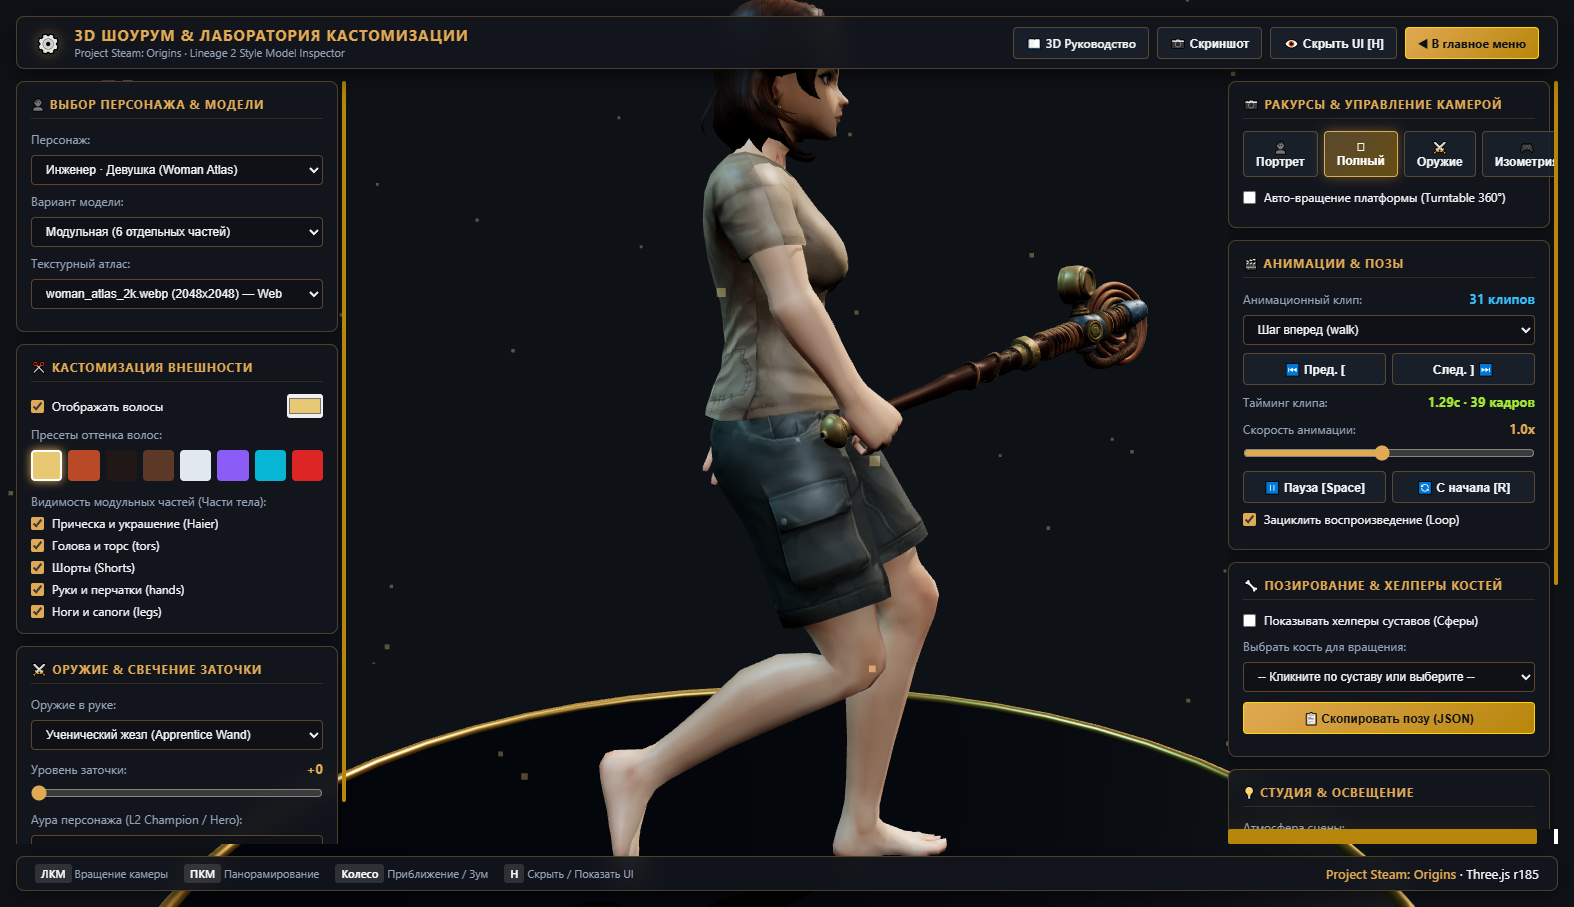 3D ШОУРУМ & ЛАБОРАТОРИЯ КАСТОМИЗАЦИИ
Project Steam: Origins · Lineage 2 Style Model Inspector
3D Руководство
Скриншот
Скрыть UI [H]
◀ В главное меню
ВЫБОР ПЕРСОНАЖА & МОДЕЛИ
Персонаж:
Инженер - Девушка (Woman Atlas)
Вариант модели:
Модульная (6 отдельных частей)
Текстурный атлас:
woman_atlas_2k.webp (2048x2048) — Web
КАСТОМИЗАЦИЯ ВНЕШНОСТИ
Отображать волосы
Пресеты оттенка волос:
Видимость модульных частей (Части тела):
Прическа и украшение (Haier)
Голова и торс (tors)
Шорты (Shorts)
Руки и перчатки (hands)
Ноги и сапоги (legs)
ОРУЖИЕ & СВЕЧЕНИЕ ЗАТОЧКИ
Оружие в руке:
Ученический жезл (Apprentice Wand)
Уровень заточки: +0
Аура персонажа (L2 Champion / Hero):
РАКУРСЫ & УПРАВЛЕНИЕ КАМЕРОЙ
Портрет
Полный
Оружие
Изометрия
Авто-вращение платформы (Turntable 360°)
АНИМАЦИИ & ПОЗЫ
Анимационный клип: 31 клипов
Шаг вперед (walk)
Пред. [
След. ]
Тайминг клипа: 1.29с · 39 кадров
Скорость анимации: 1.0x
Пауза [Space]
С начала [R]
Зациклить воспроизведение (Loop)
ПОЗИРОВАНИЕ & ХЕЛПЕРЫ КОСТЕЙ
Показывать хелперы суставов (Сферы)
Выбрать кость для вращения:
-- Кликните по суставу или выберите --
Скопировать позу (JSON)
СТУДИЯ & ОСВЕЩЕНИЕ
Атмосфера сцены:
ЛКМ Вращение камеры ПКМ Панорамирование Колесо Приближение / Зум H Скрыть / Показать UI
Project Steam: Origins · Three.js r185